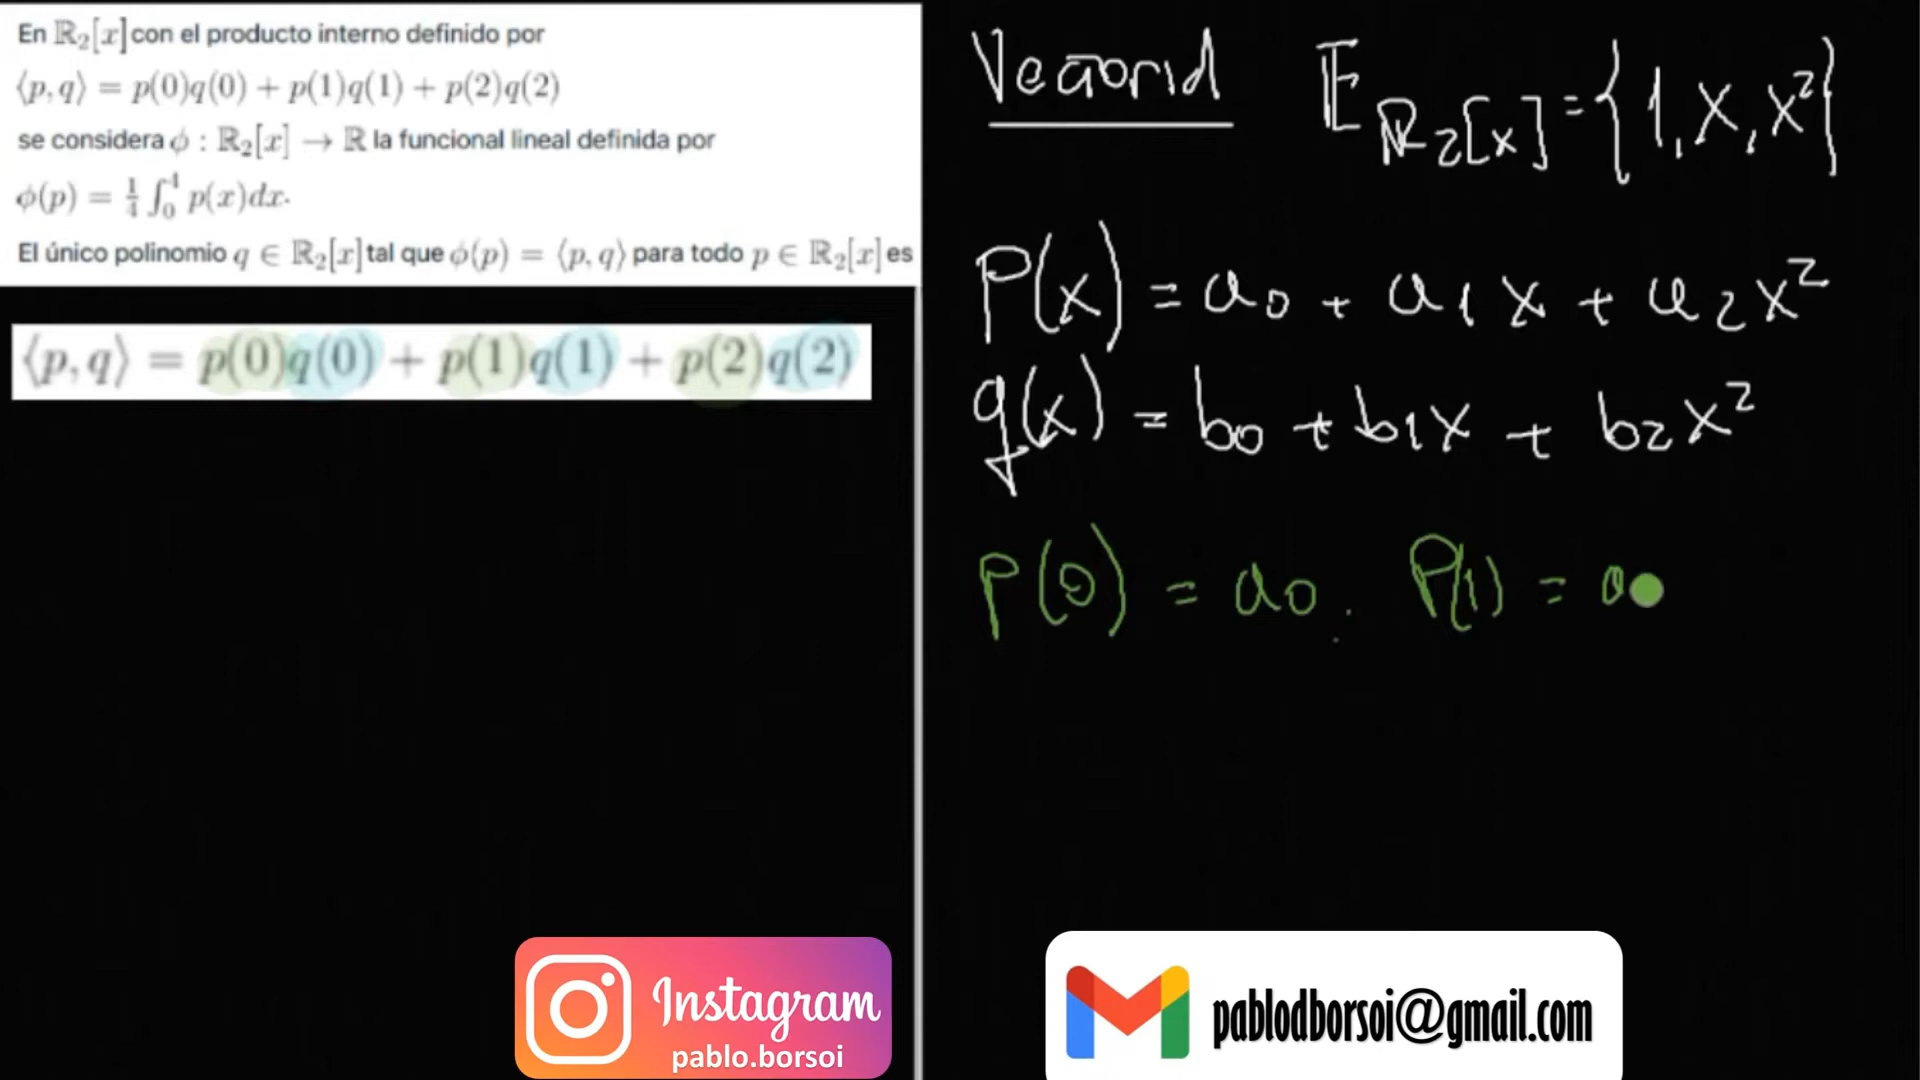 En ℝ₂[x] con el producto interno definido por
⟨p, q⟩ = p(0)q(0) + p(1)q(1) + p(2)q(2)
se considera ϕ : ℝ₂[x] → ℝ la funcional lineal definida por
ϕ(p) = 1/4 ∫₀⁴ p(x)dx.
El único polinomio q ∈ ℝ₂[x] tal que ϕ(p) = ⟨p, q⟩ para todo p ∈ ℝ₂[x] es
⟨p, q⟩ = p(0)q(0) + p(1)q(1) + p(2)q(2)
E ℝ₂[x] = {1, x, x²}
P(x) = a₀ + a₁x + a₂x²
q(x) = b₀ + b₁x + b₂x²
P(0) = a₀. P(1) = a
Instagram
pablo.borsoi
pablodborsoi@gmail.com